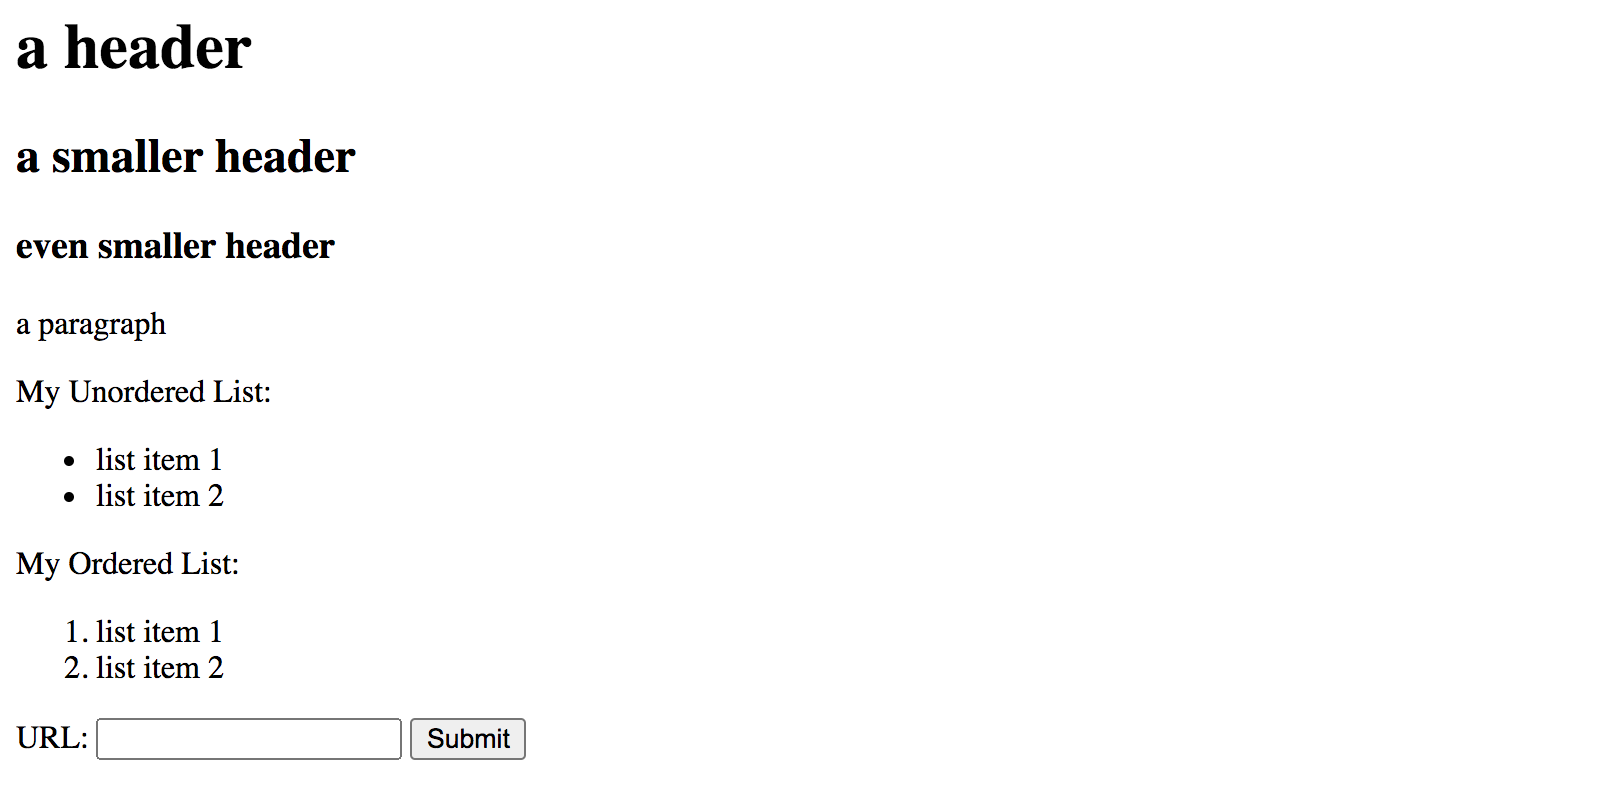 a header
a smaller header
even smaller header
a paragraph
My Unordered List:
• list item 1
• list item 2
My Ordered List:
1. list item 1
2. list item 2
URL: Submit